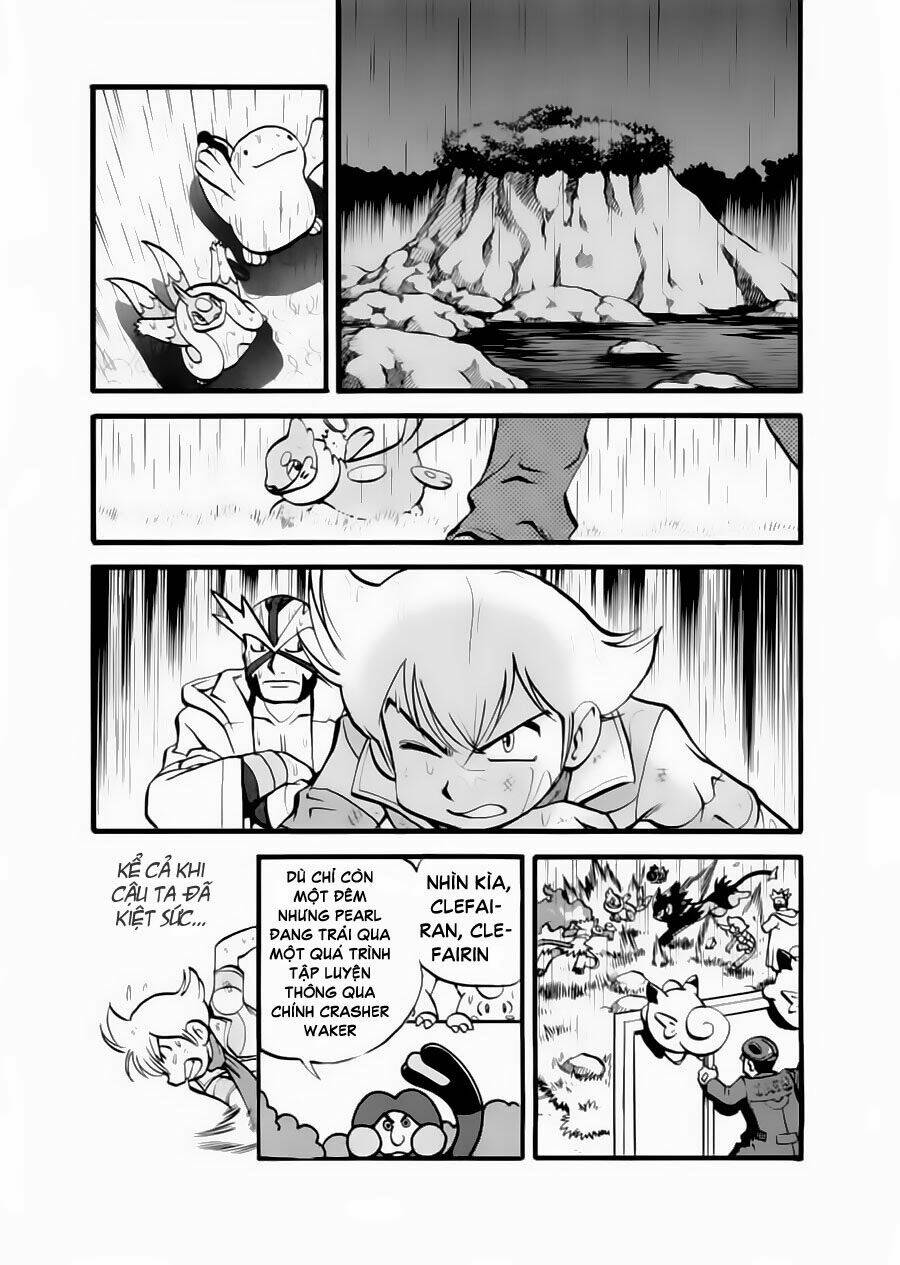 NHÌN KÌA,
CLEFAI-
RAN, CLE-
FAIRIN
DÙ CHỈ CÒN
MỘT ĐÊM
NHƯNG PEARL
ĐANG TRẢI QUA
MỘT QUÁ TRÌNH
TẬP LUYỆN
THÔNG QUA
CHÍNH CRASHER
WAKER
KỂ CẢ KHI
CẬU TA ĐÃ
KIỆT SỨC...